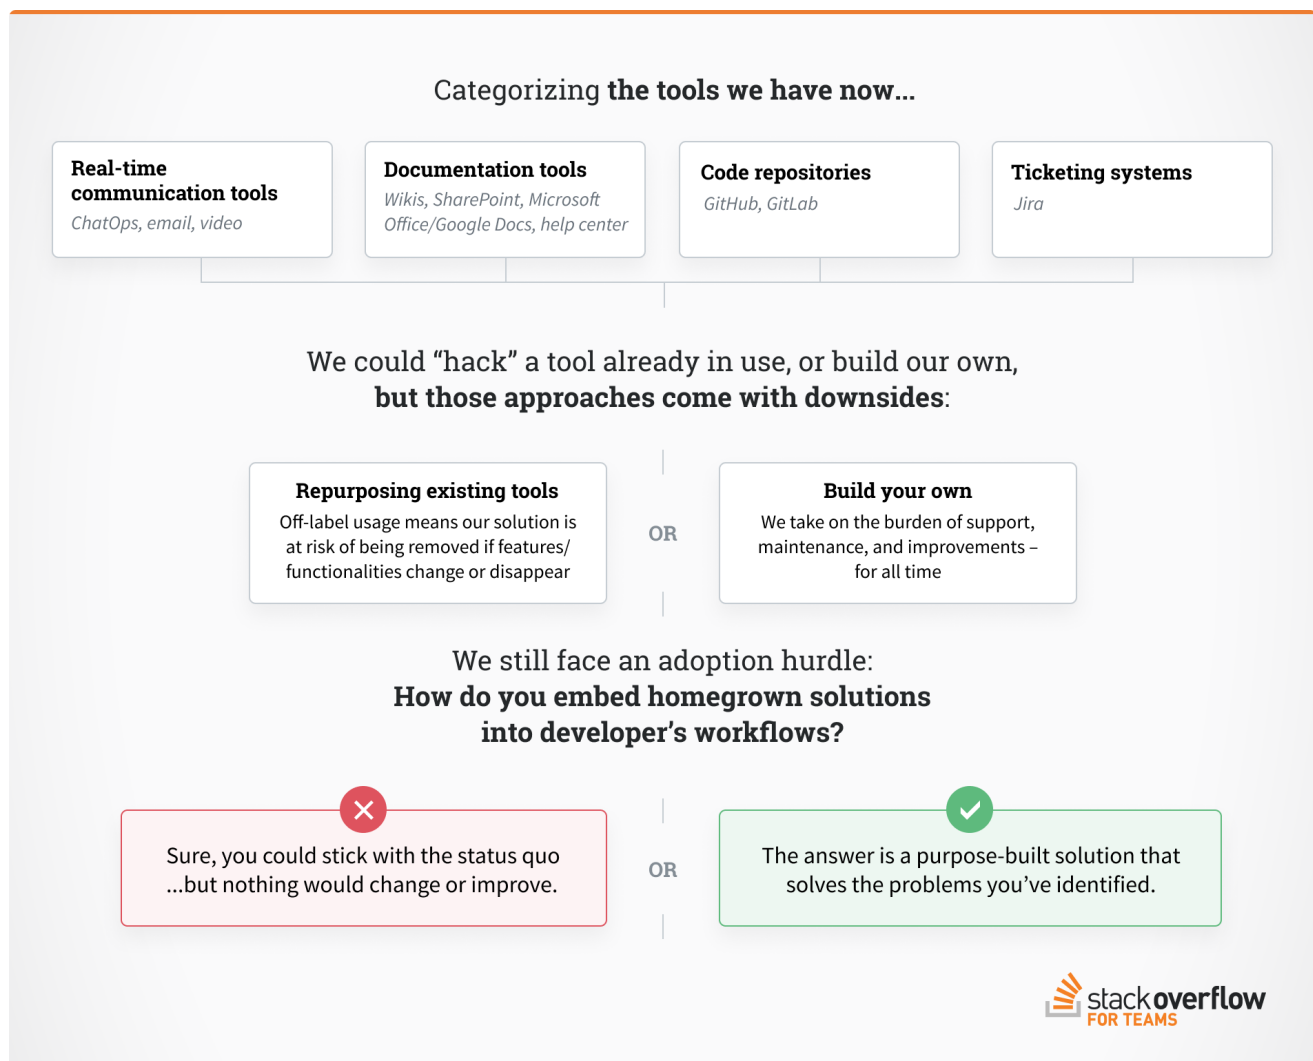 Categorizing the tools we have now...
Real-time
communication tools
ChatOps, email, video
Documentation tools
Wikis, SharePoint, Microsoft
Office/Google Docs, help center
Code repositories
GitHub, GitLab
Ticketing systems
Jira
We could “hack” a tool already in use, or build our own,
but those approaches come with downsides:
Repurposing existing tools
Off-label usage means our solution is
at risk of being removed if features/
functionalities change or disappear
OR
Build your own
We take on the burden of support,
maintenance, and improvements –
for all time
We still face an adoption hurdle:
How do you embed homegrown solutions
into developer’s workflows?
Sure, you could stick with the status quo
...but nothing would change or improve.
OR
The answer is a purpose-built solution that
solves the problems you’ve identified.
stackoverflow
FOR TEAMS